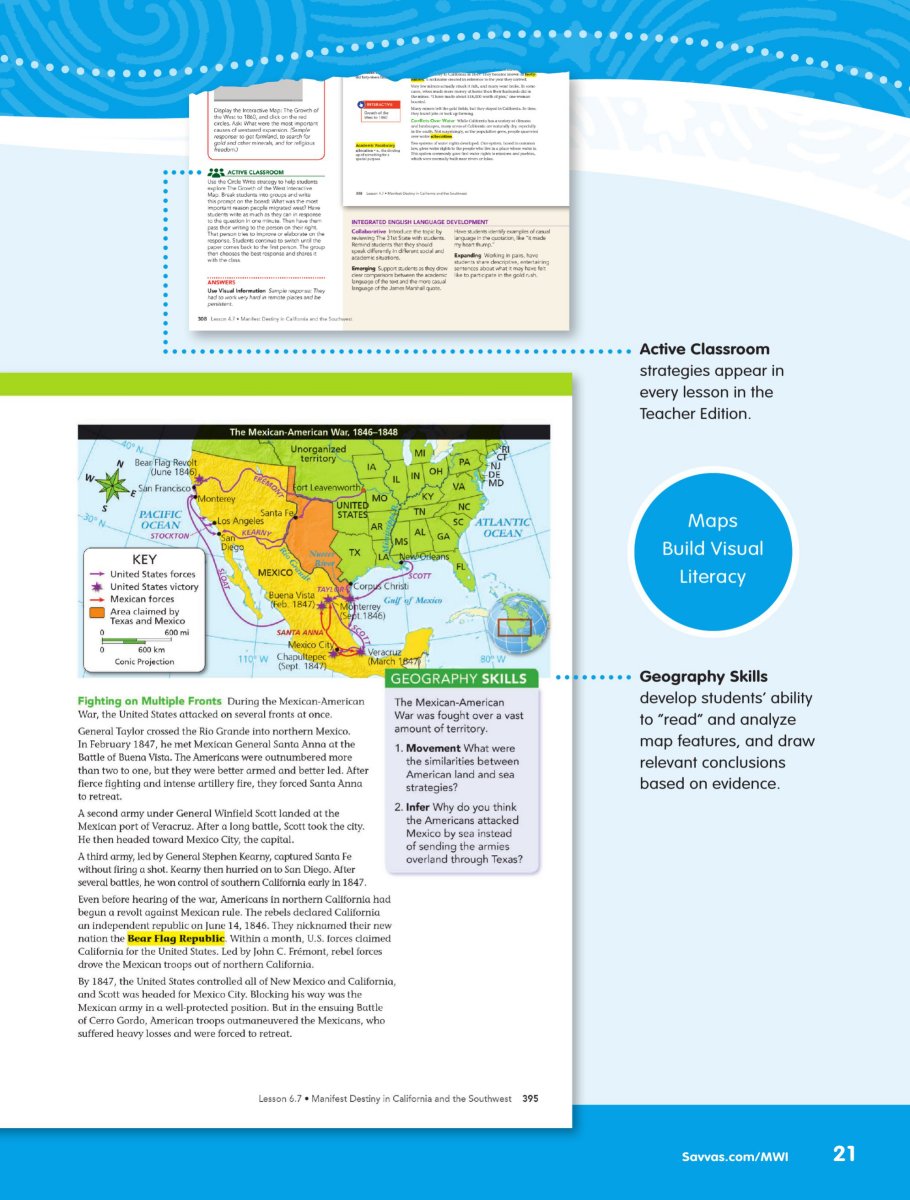 Display the Interactive Map: The Growth of
the West to 1860, and click on the red
circles. Ask: What were the most important
causes of westward expansion. (Sample
response: to get farmland, to search for
gold and other minerals, and for religious
freedom.)
ACTIVE CLASSROOM
Use the Circle Write strategy to help students
explore The Growth of the West interactive
Map. Break students into groups and write
this prompt on the board: What was the most
important reason people migrated west? Have
students write as much as they can in response
to the question in one minute. Then have them
pass their writing to the person on their right.
That person tries to improve or elaborate on the
response. Students continue to switch until the
paper comes back to the first person. The group
then chooses the best response and shares it
with the class.
ANSWERS
Use Visual Information Sample response: They
had to work very hard in remote places and be
persistent.
308 Lesson 4.7 • Manifest Destiny in California and the Southwest
INTERACTIVE
Growth of the
West to 1860
Academic Vocabulary
Conflicts Over Water
308 Lesson 4.7 • Manifest Destiny in California and the Southwest
INTEGRATED ENGLISH LANGUAGE DEVELOPMENT
Collaborative Introduce the topic by
reviewing The 31st State with students.
Remind students that they should
speak differently in different social and
academic situations.
Emerging Support students as they draw
clear comparisons between the academic
language of the text and the more casual
language of the James Marshall quote.
Have students identify examples of casual
language in the quotation, like "it made
my heart thump."
Expanding Working in pairs, have
students share descriptive, entertaining
sentences about what it may have felt
like to participate in the gold rush.
Active Classroom
strategies appear in
every lesson in the
Teacher Edition.
The Mexican-American War, 1846–1848
40° N
30° N
110° W
80° W
N
W
E
S
Bear Flag Revolt
(June 1846)
San Francisco
Monterey
PACIFIC
OCEAN
STOCKTON
Los Angeles
San
Diego
KEARNY
FRÉMONT
SLOAT
Santa Fe
Fort Leavenworth
Unorganized
territory
UNITED
STATES
IA
MO
AR
LA
TX
MS
AL
GA
FL
TN
KY
IL
IN
OH
MI
PA
VA
NC
SC
RI
CT
NJ
DE
MD
ATLANTIC
OCEAN
Mississippi R.
New Orleans
SCOTT
Gulf of Mexico
Rio Grande
Nueces
River
MEXICO
Corpus Christi
TAYLOR
Buena Vista
(Feb. 1847)
Monterrey
(Sept.1846)
SANTA ANNA
SCOTT
Mexico City
Chapultepec
(Sept. 1847)
Veracruz
(March 1847)
KEY
United States forces
United States victory
Mexican forces
Area claimed by
Texas and Mexico
0 600 mi
0 600 km
Conic Projection
Fighting on Multiple Fronts During the Mexican-American
War, the United States attacked on several fronts at once.
General Taylor crossed the Rio Grande into northern Mexico.
In February 1847, he met Mexican General Santa Anna at the
Battle of Buena Vista. The Americans were outnumbered more
than two to one, but they were better armed and better led. After
fierce fighting and intense artillery fire, they forced Santa Anna
to retreat.
A second army under General Winfield Scott landed at the
Mexican port of Veracruz. After a long battle, Scott took the city.
He then headed toward Mexico City, the capital.
A third army, led by General Stephen Kearny, captured Santa Fe
without firing a shot. Kearny then hurried on to San Diego. After
several battles, he won control of southern California early in 1847.
Even before hearing of the war, Americans in northern California had
begun a revolt against Mexican rule. The rebels declared California
an independent republic on June 14, 1846. They nicknamed their new
nation the Bear Flag Republic. Within a month, U.S. forces claimed
California for the United States. Led by John C. Frémont, rebel forces
drove the Mexican troops out of northern California.
By 1847, the United States controlled all of New Mexico and California,
and Scott was headed for Mexico City. Blocking his way was the
Mexican army in a well-protected position. But in the ensuing Battle
of Cerro Gordo, American troops outmaneuvered the Mexicans, who
suffered heavy losses and were forced to retreat.
GEOGRAPHY SKILLS
The Mexican-American
War was fought over a vast
amount of territory.
1. Movement What were
the similarities between
American land and sea
strategies?
2. Infer Why do you think
the Americans attacked
Mexico by sea instead
of sending the armies
overland through Texas?
Lesson 6.7 • Manifest Destiny in California and the Southwest 395
Maps
Build Visual
Literacy
Geography Skills
develop students' ability
to "read" and analyze
map features, and draw
relevant conclusions
based on evidence.
Savvas.com/MWI 21